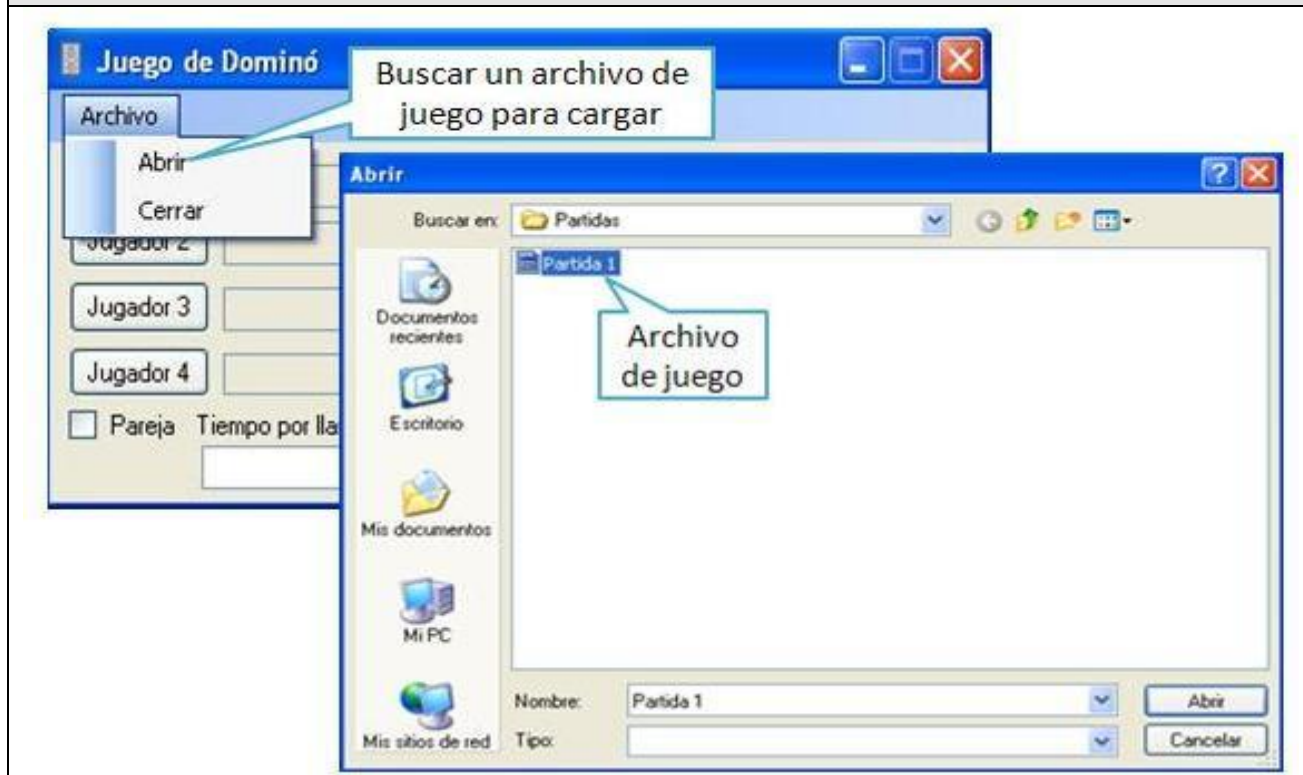 Juego de Dominó
Buscar un archivo de
juego para cargar
Archivo
Abrir
Cerrar
Jugador 2
Jugador 3
Jugador 4
Pareja Tiempo por lla
Abrir
Buscar en: Partidas
Partida 1
Archivo
de juego
Documentos
recientes
Escritorio
Mis documentos
Mi PC
Mis sitios de red
Nombre: Partida 1 Abrir
Tipo: Cancelar